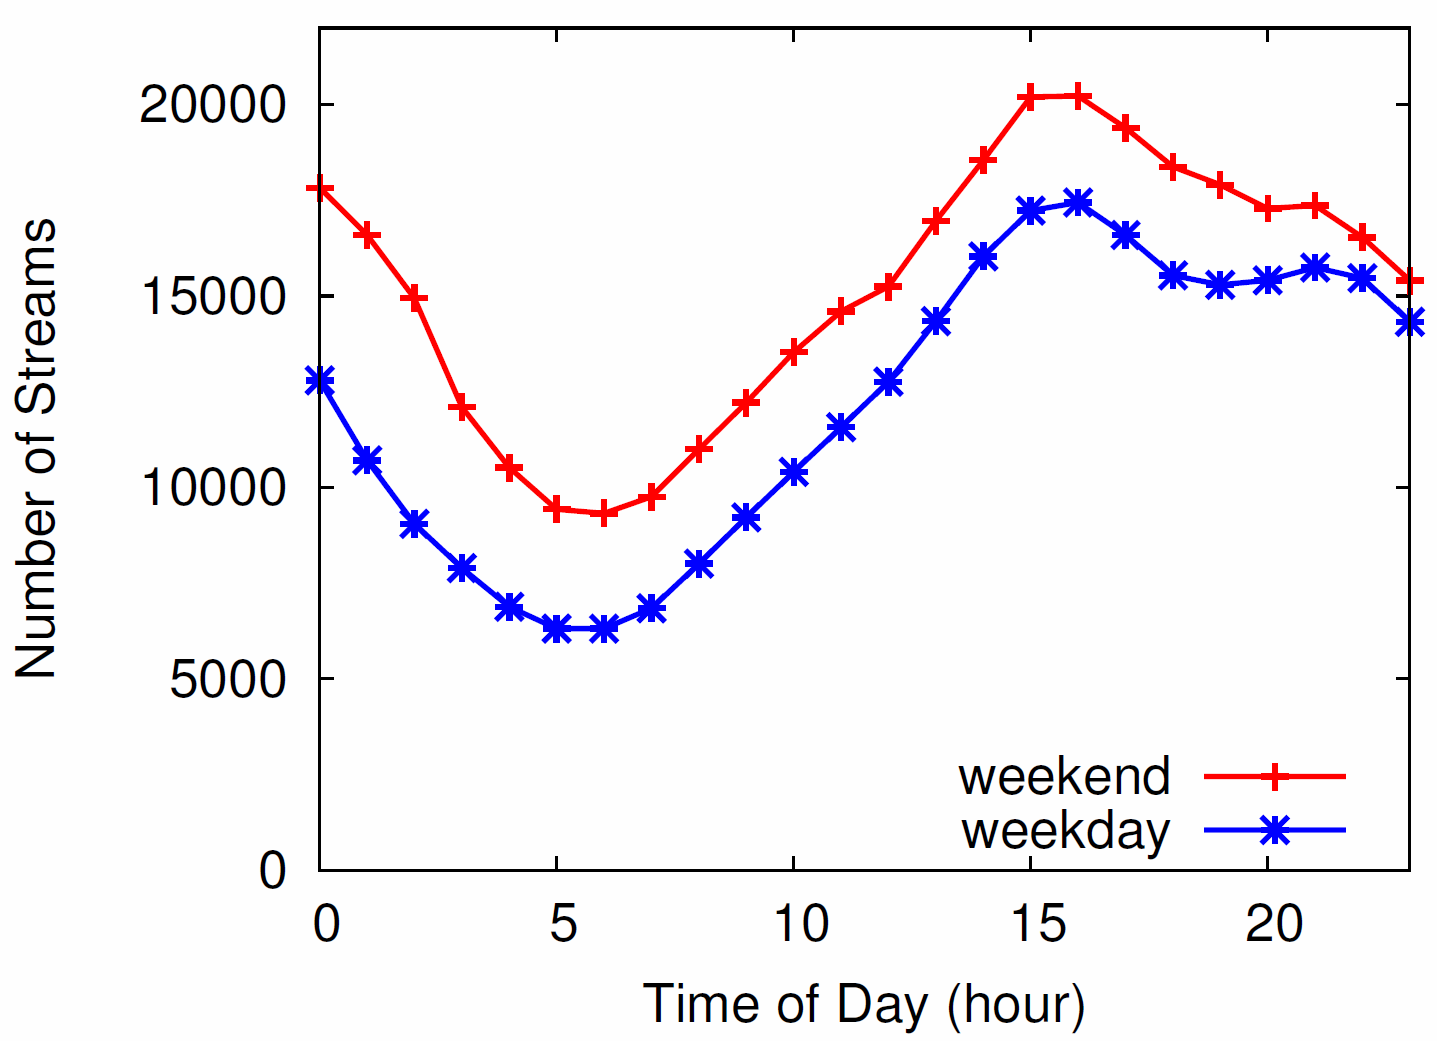 Number of Streams
20000
15000
10000
5000
0
weekend
weekday
0 5 10 15 20
Time of Day (hour)